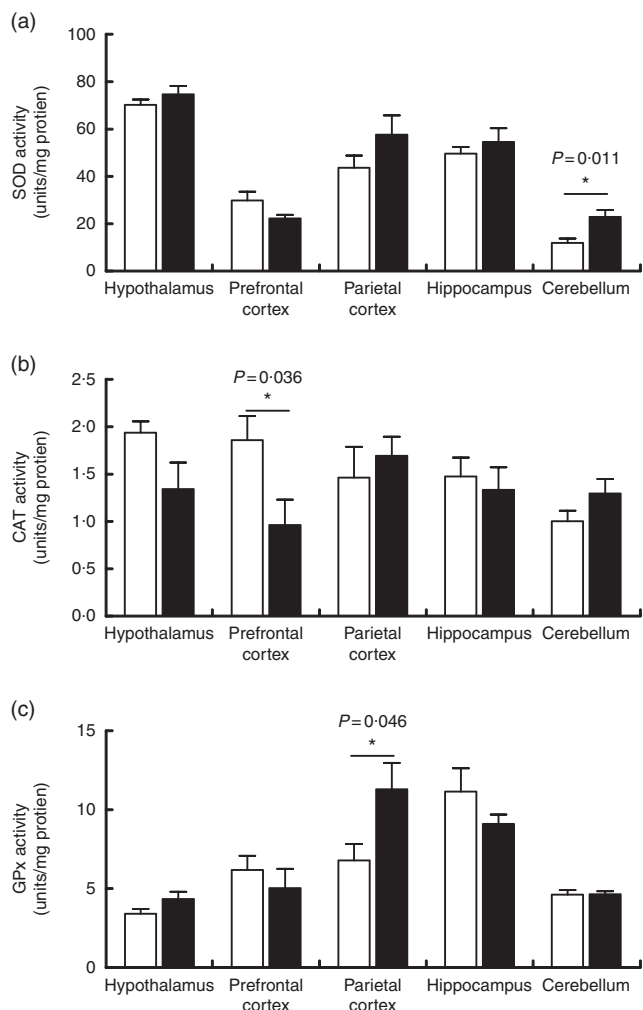 (a)
100
80
60
40
20
0
SOD activity
(units/mg protien)
P=0·011
*
Hypothalamus Prefrontal cortex Parietal cortex Hippocampus Cerebellum
(b)
2·5
2·0
1·5
1·0
0·5
0·0
CAT activity
(units/mg protien)
P=0·036
*
Hypothalamus Prefrontal cortex Parietal cortex Hippocampus Cerebellum
(c)
15
10
5
0
GPx activity
(units/mg protien)
P=0·046
*
Hypothalamus Prefrontal cortex Parietal cortex Hippocampus Cerebellum